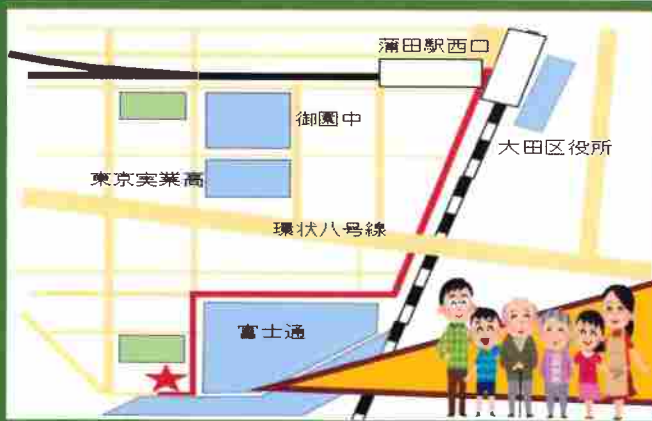 蒲田駅西口
御園中
大田区役所
東京実業高
環状八号線
富士通